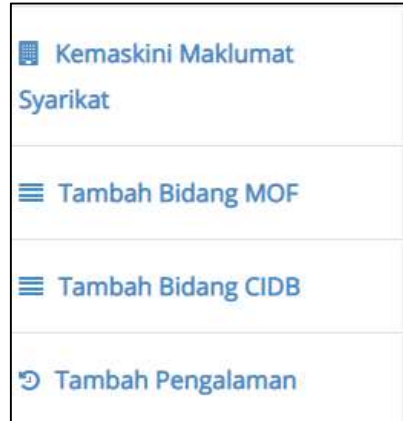 Kemaskini Maklumat
Syarikat
Tambah Bidang MOF
Tambah Bidang CIDB
Tambah Pengalaman